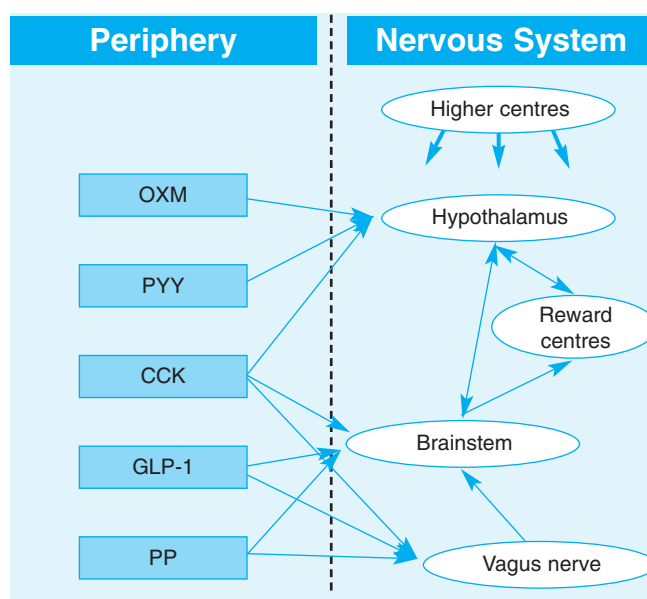 Periphery
Nervous System
Higher centres
OXM
Hypothalamus
PYY
Reward
centres
CCK
Brainstem
GLP-1
PP
Vagus nerve